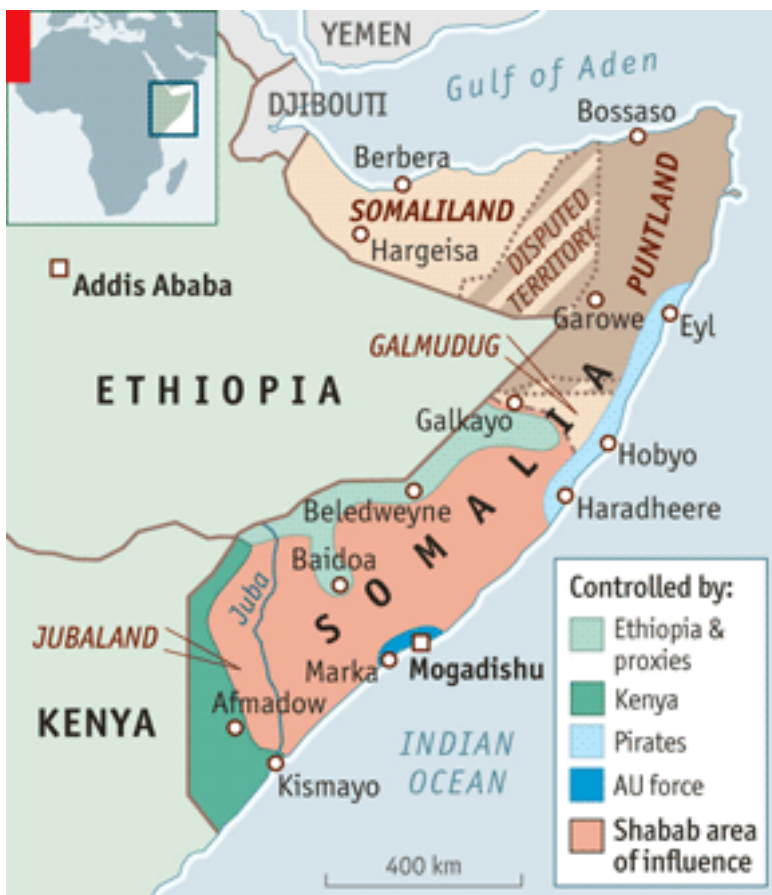 YEMEN
Gulf of Aden
DJIBOUTI
Bossaso
Berbera
SOMALILAND
Hargeisa
DISPUTED
TERRITORY
PUNTLAND
Addis Ababa
Garowe
Eyl
GALMUDUG
ETHIOPIA
Galkayo
Hobyo
Haradheere
Beledweyne
SOMALIA
Baidoa
Juba
JUBALAND
Marka
Mogadishu
Afmadow
KENYA
Kismayo
INDIAN
OCEAN
400 km
Controlled by:
Ethiopia &
proxies
Kenya
Pirates
AU force
Shabab area
of influence